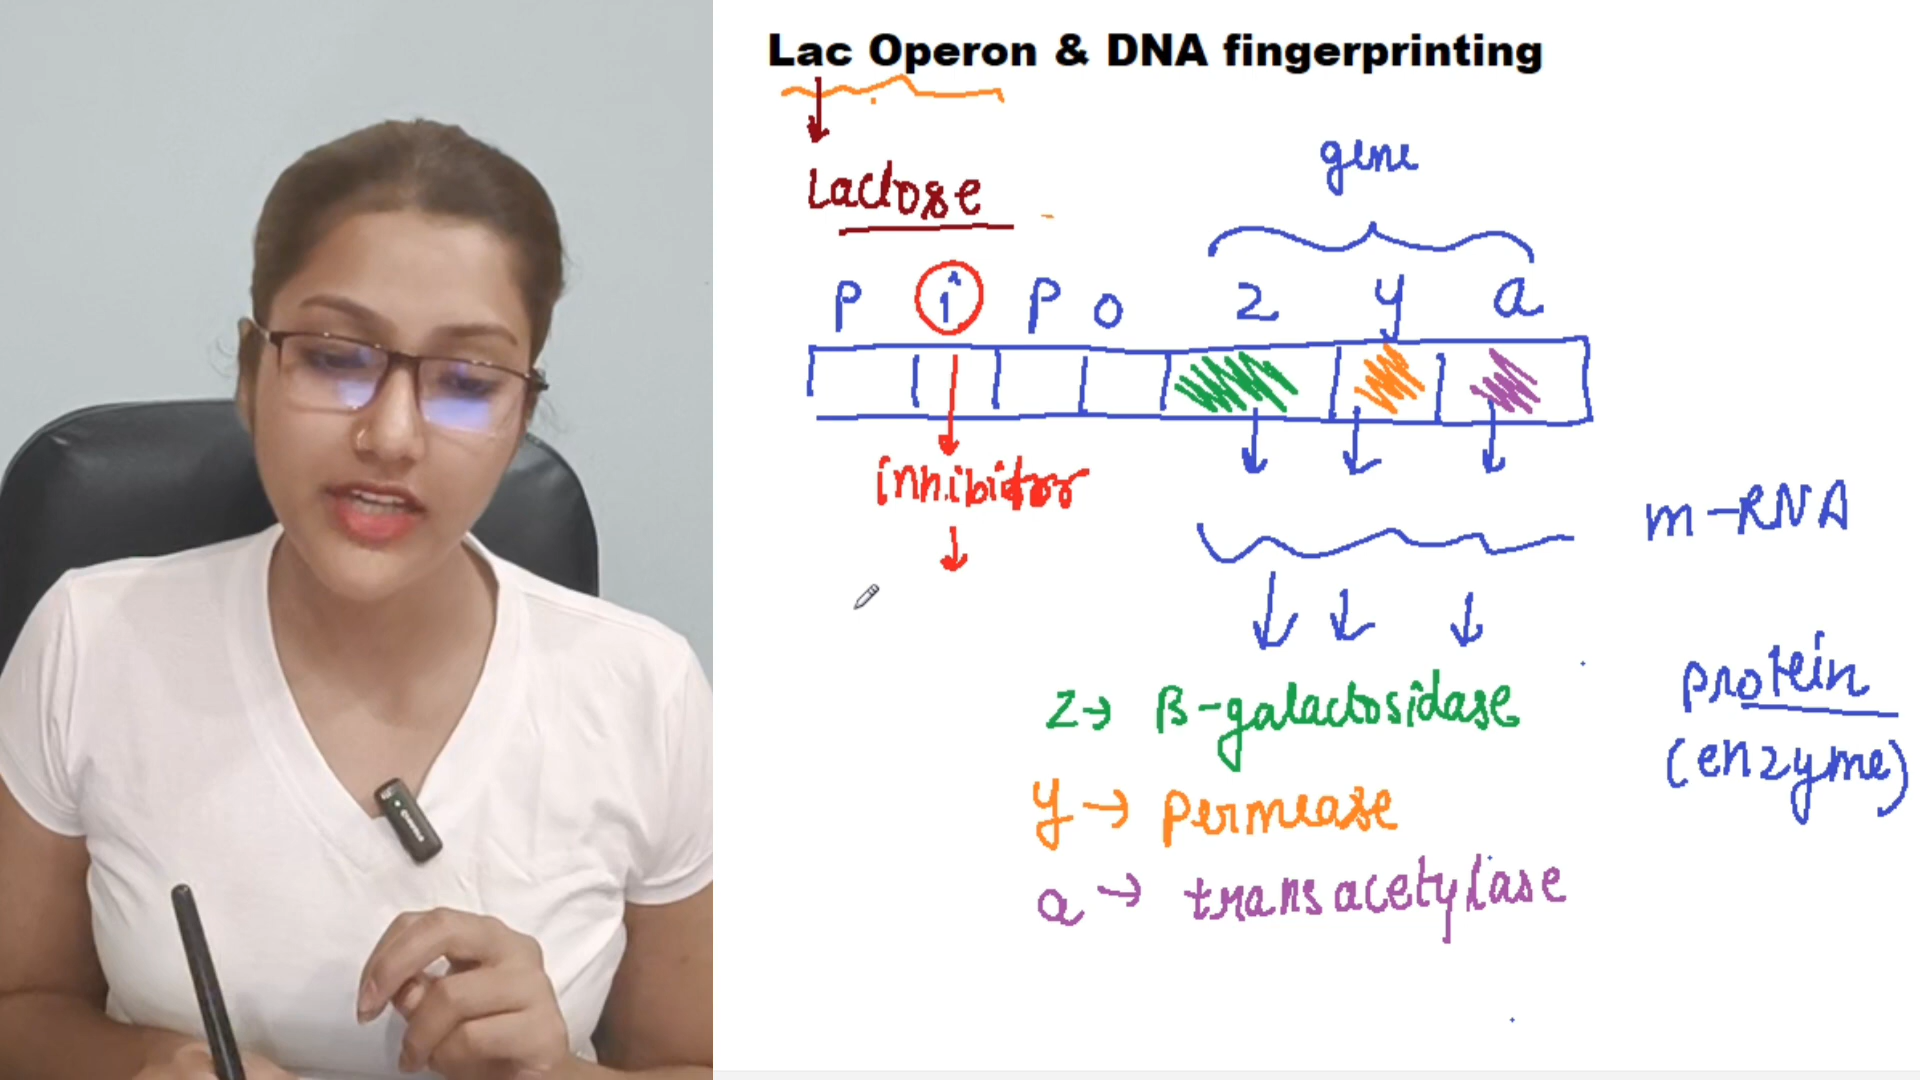 Lac Operon & DNA fingerprinting
Lactose
gene
P i P o z y a
inhibitor
m-RNA
z→ β-galactosidase
y → permease
a → transacetylase
protein
(enzyme)